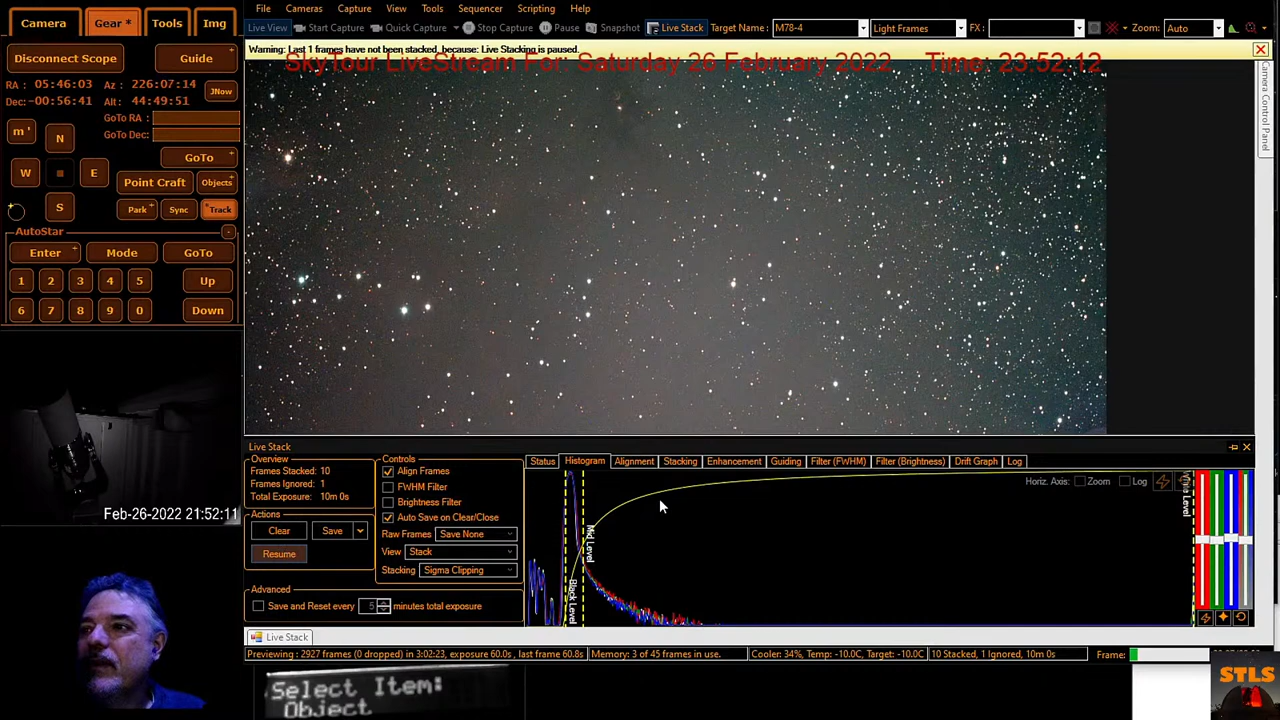 Camera Gear * Tools Img
File Cameras Capture View Tools Sequencer Scripting Help
Live View Start Capture Quick Capture Stop Capture Pause Snapshot Live Stack Target Name : M78-4 Light Frames FX : Zoom: Auto
Warning: Last 1 frames have not been stacked, because: Live Stacking is paused.
SkyTour LiveStream For: Saturday 26 February 2022 Time: 23:52:12
Disconnect Scope Guide
RA : 05:46:03 Az : 226:07:14
Dec: -00:56:41 Alt : 44:49:51
JNow
GoTo RA :
GoTo Dec:
m '
N
GoTo
W E
Point Craft Objects
S
Park Sync Track
AutoStar -
Enter Mode GoTo
1 2 3 4 5 Up
6 7 8 9 0 Down
Camera Control Panel
Feb-26-2022 21:52:11
Live Stack
Overview
Frames Stacked: 10
Frames Ignored: 1
Total Exposure: 10m 0s
Actions
Clear Save
Resume
Advanced
Save and Reset every 5 minutes total exposure
Controls
Align Frames
FWHM Filter
Brightness Filter
Auto Save on Clear/Close
Raw Frames Save None
View Stack
Stacking Sigma Clipping
Status Histogram Alignment Stacking Enhancement Guiding Filter (FWHM) Filter (Brightness) Drift Graph Log
Horiz. Axis: Zoom Log
Black Level
Mid Level
White Level
Live Stack
Previewing : 2927 frames (0 dropped) in 3:02:23, exposure 60.0s , last frame 60.8s Memory: 3 of 45 frames in use. Cooler: 34%, Temp: -10.0C, Target: -10.0C 10 Stacked, 1 Ignored, 10m 0s Frame:
Select Item:
Object
STLS